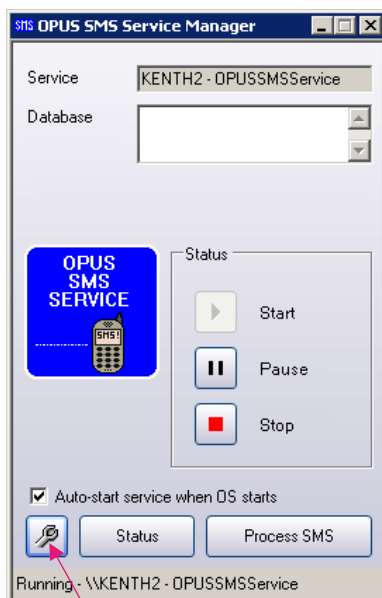 SMS OPUS SMS Service Manager
Service KENTH2 - OPUSSMSService
Database
OPUS
SMS
SERVICE
SMS!
Status
Start
Pause
Stop
Auto-start service when OS starts
Status Process SMS
Running - \\KENTH2 - OPUSSMSService